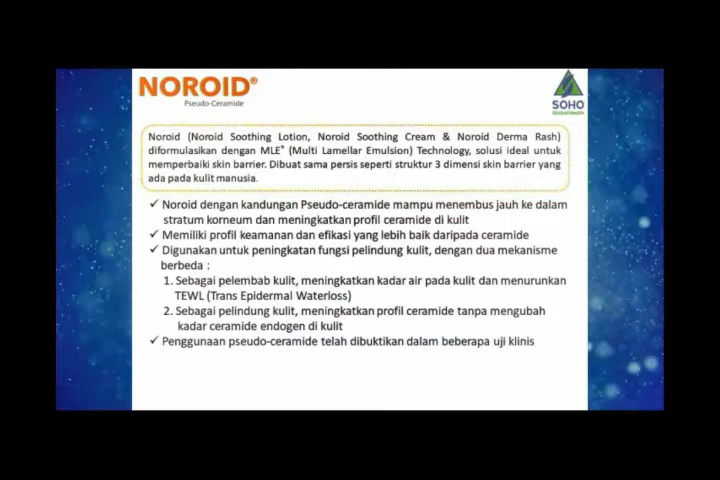 NOROID®
Pseudo-Ceramide
SOHO
Global Health
Noroid (Noroid Soothing Lotion, Noroid Soothing Cream & Noroid Derma Rash)
diformulasikan dengan MLE® (Multi Lamellar Emulsion) Technology, solusi ideal untuk
memperbaiki skin barrier. Dibuat sama persis seperti struktur 3 dimensi skin barrier yang
ada pada kulit manusia.
✓ Noroid dengan kandungan Pseudo-ceramide mampu menembus jauh ke dalam
stratum korneum dan meningkatkan profil ceramide di kulit
✓ Memiliki profil keamanan dan efikasi yang lebih baik daripada ceramide
✓ Digunakan untuk peningkatan fungsi pelindung kulit, dengan dua mekanisme
berbeda :
1. Sebagai pelembab kulit, meningkatkan kadar air pada kulit dan menurunkan
TEWL (Trans Epidermal Waterloss)
2. Sebagai pelindung kulit, meningkatkan profil ceramide tanpa mengubah
kadar ceramide endogen di kulit
✓ Penggunaan pseudo-ceramide telah dibuktikan dalam beberapa uji klinis